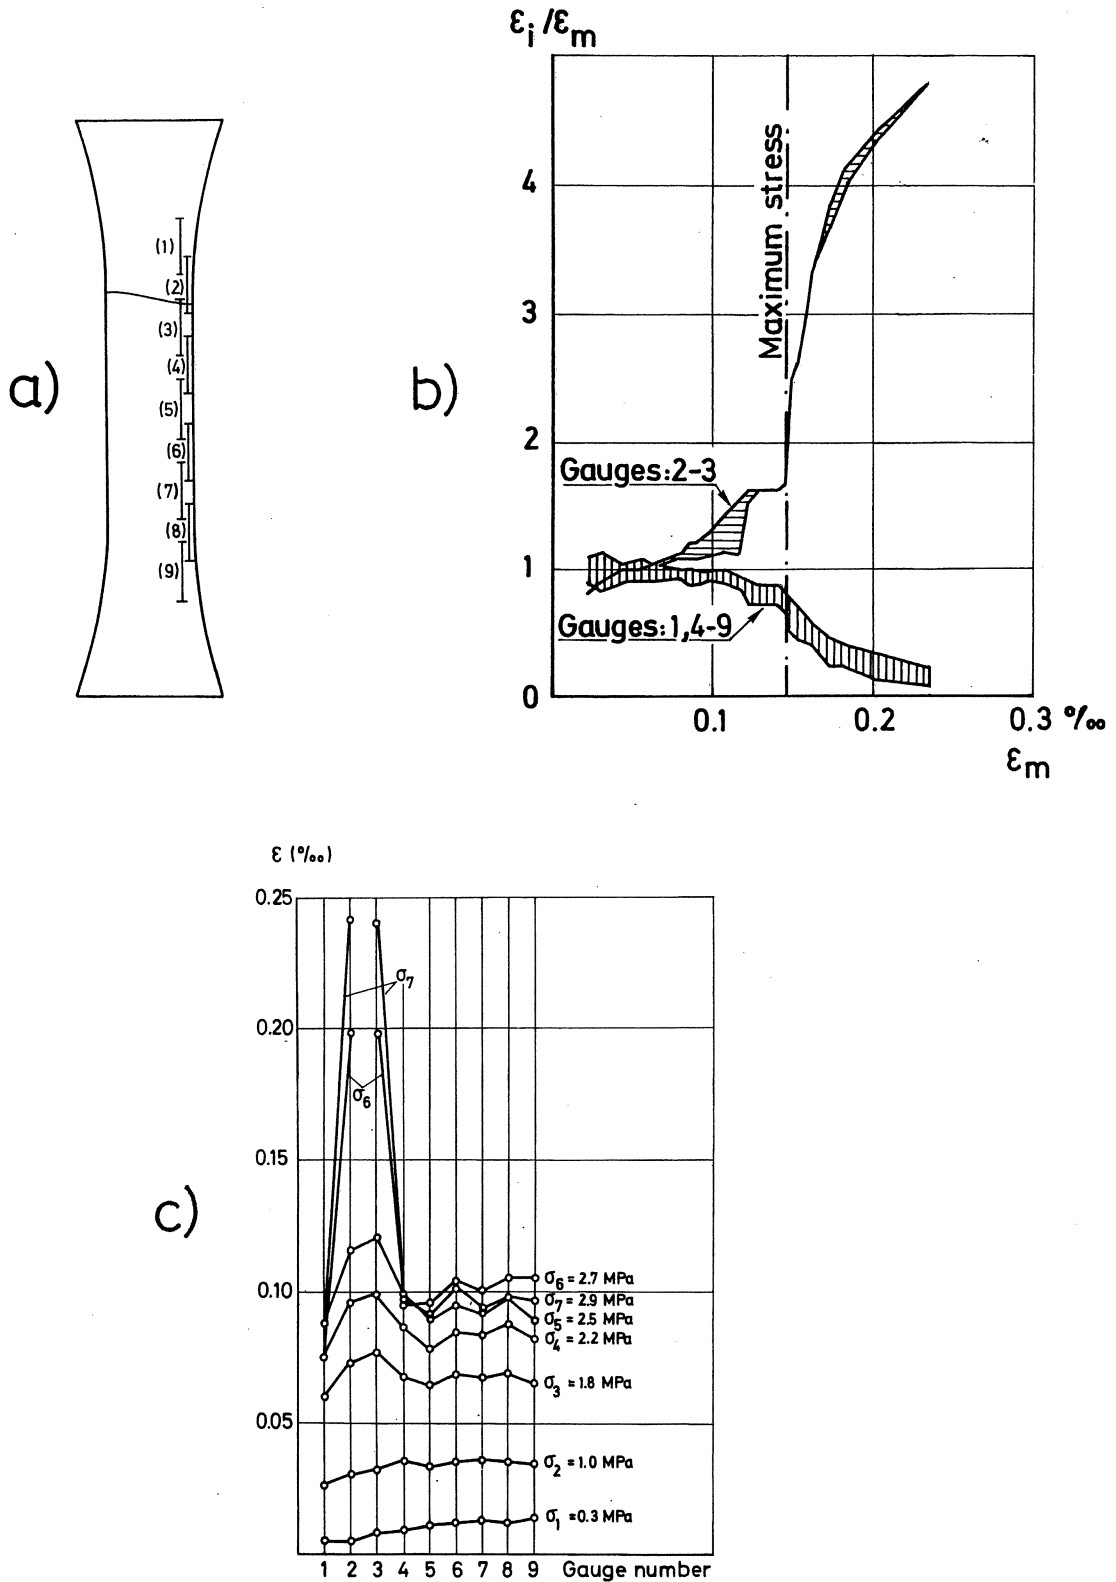 a)
(1)
(2)
(3)
(4)
(5)
(6)
(7)
(8)
(9)
b)
εi/εm
4
3
2
1
0
Maximum stress
Gauges:2-3
Gauges:1,4-9
0.1
0.2
0.3 ‰
εm
c)
ε (‰)
0.25
0.20
0.15
0.10
0.05
σ7
σ6
σ6 = 2.7 MPa
σ7 = 2.9 MPa
σ5 = 2.5 MPa
σ4 = 2.2 MPa
σ3 = 1.8 MPa
σ2 = 1.0 MPa
σ1 = 0.3 MPa
1 2 3 4 5 6 7 8 9 Gauge number